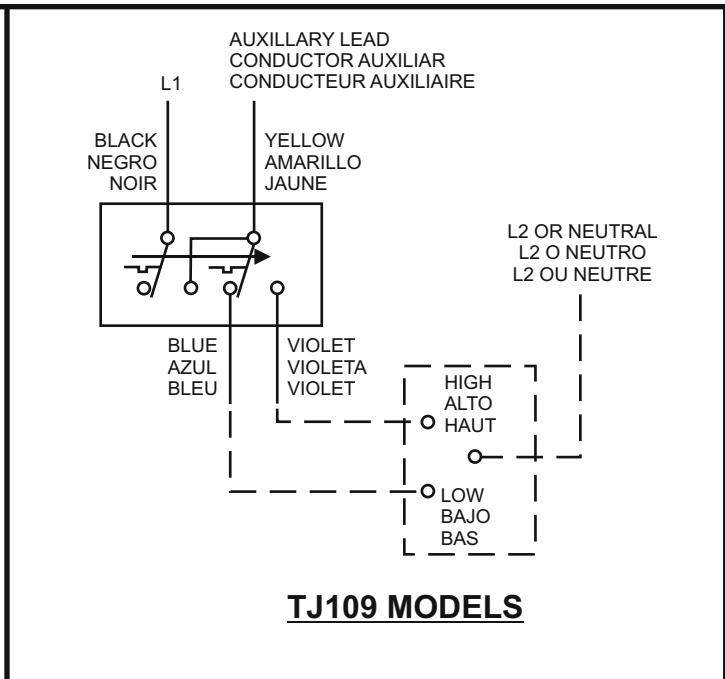 AUXILLARY LEAD
CONDUCTOR AUXILIAR
CONDUCTEUR AUXILIAIRE
L1
BLACK
NEGRO
NOIR
YELLOW
AMARILLO
JAUNE
L2 OR NEUTRAL
L2 O NEUTRO
L2 OU NEUTRE
BLUE
AZUL
BLEU
VIOLET
VIOLETA
VIOLET
HIGH
ALTO
HAUT
LOW
BAJO
BAS
TJ109 MODELS